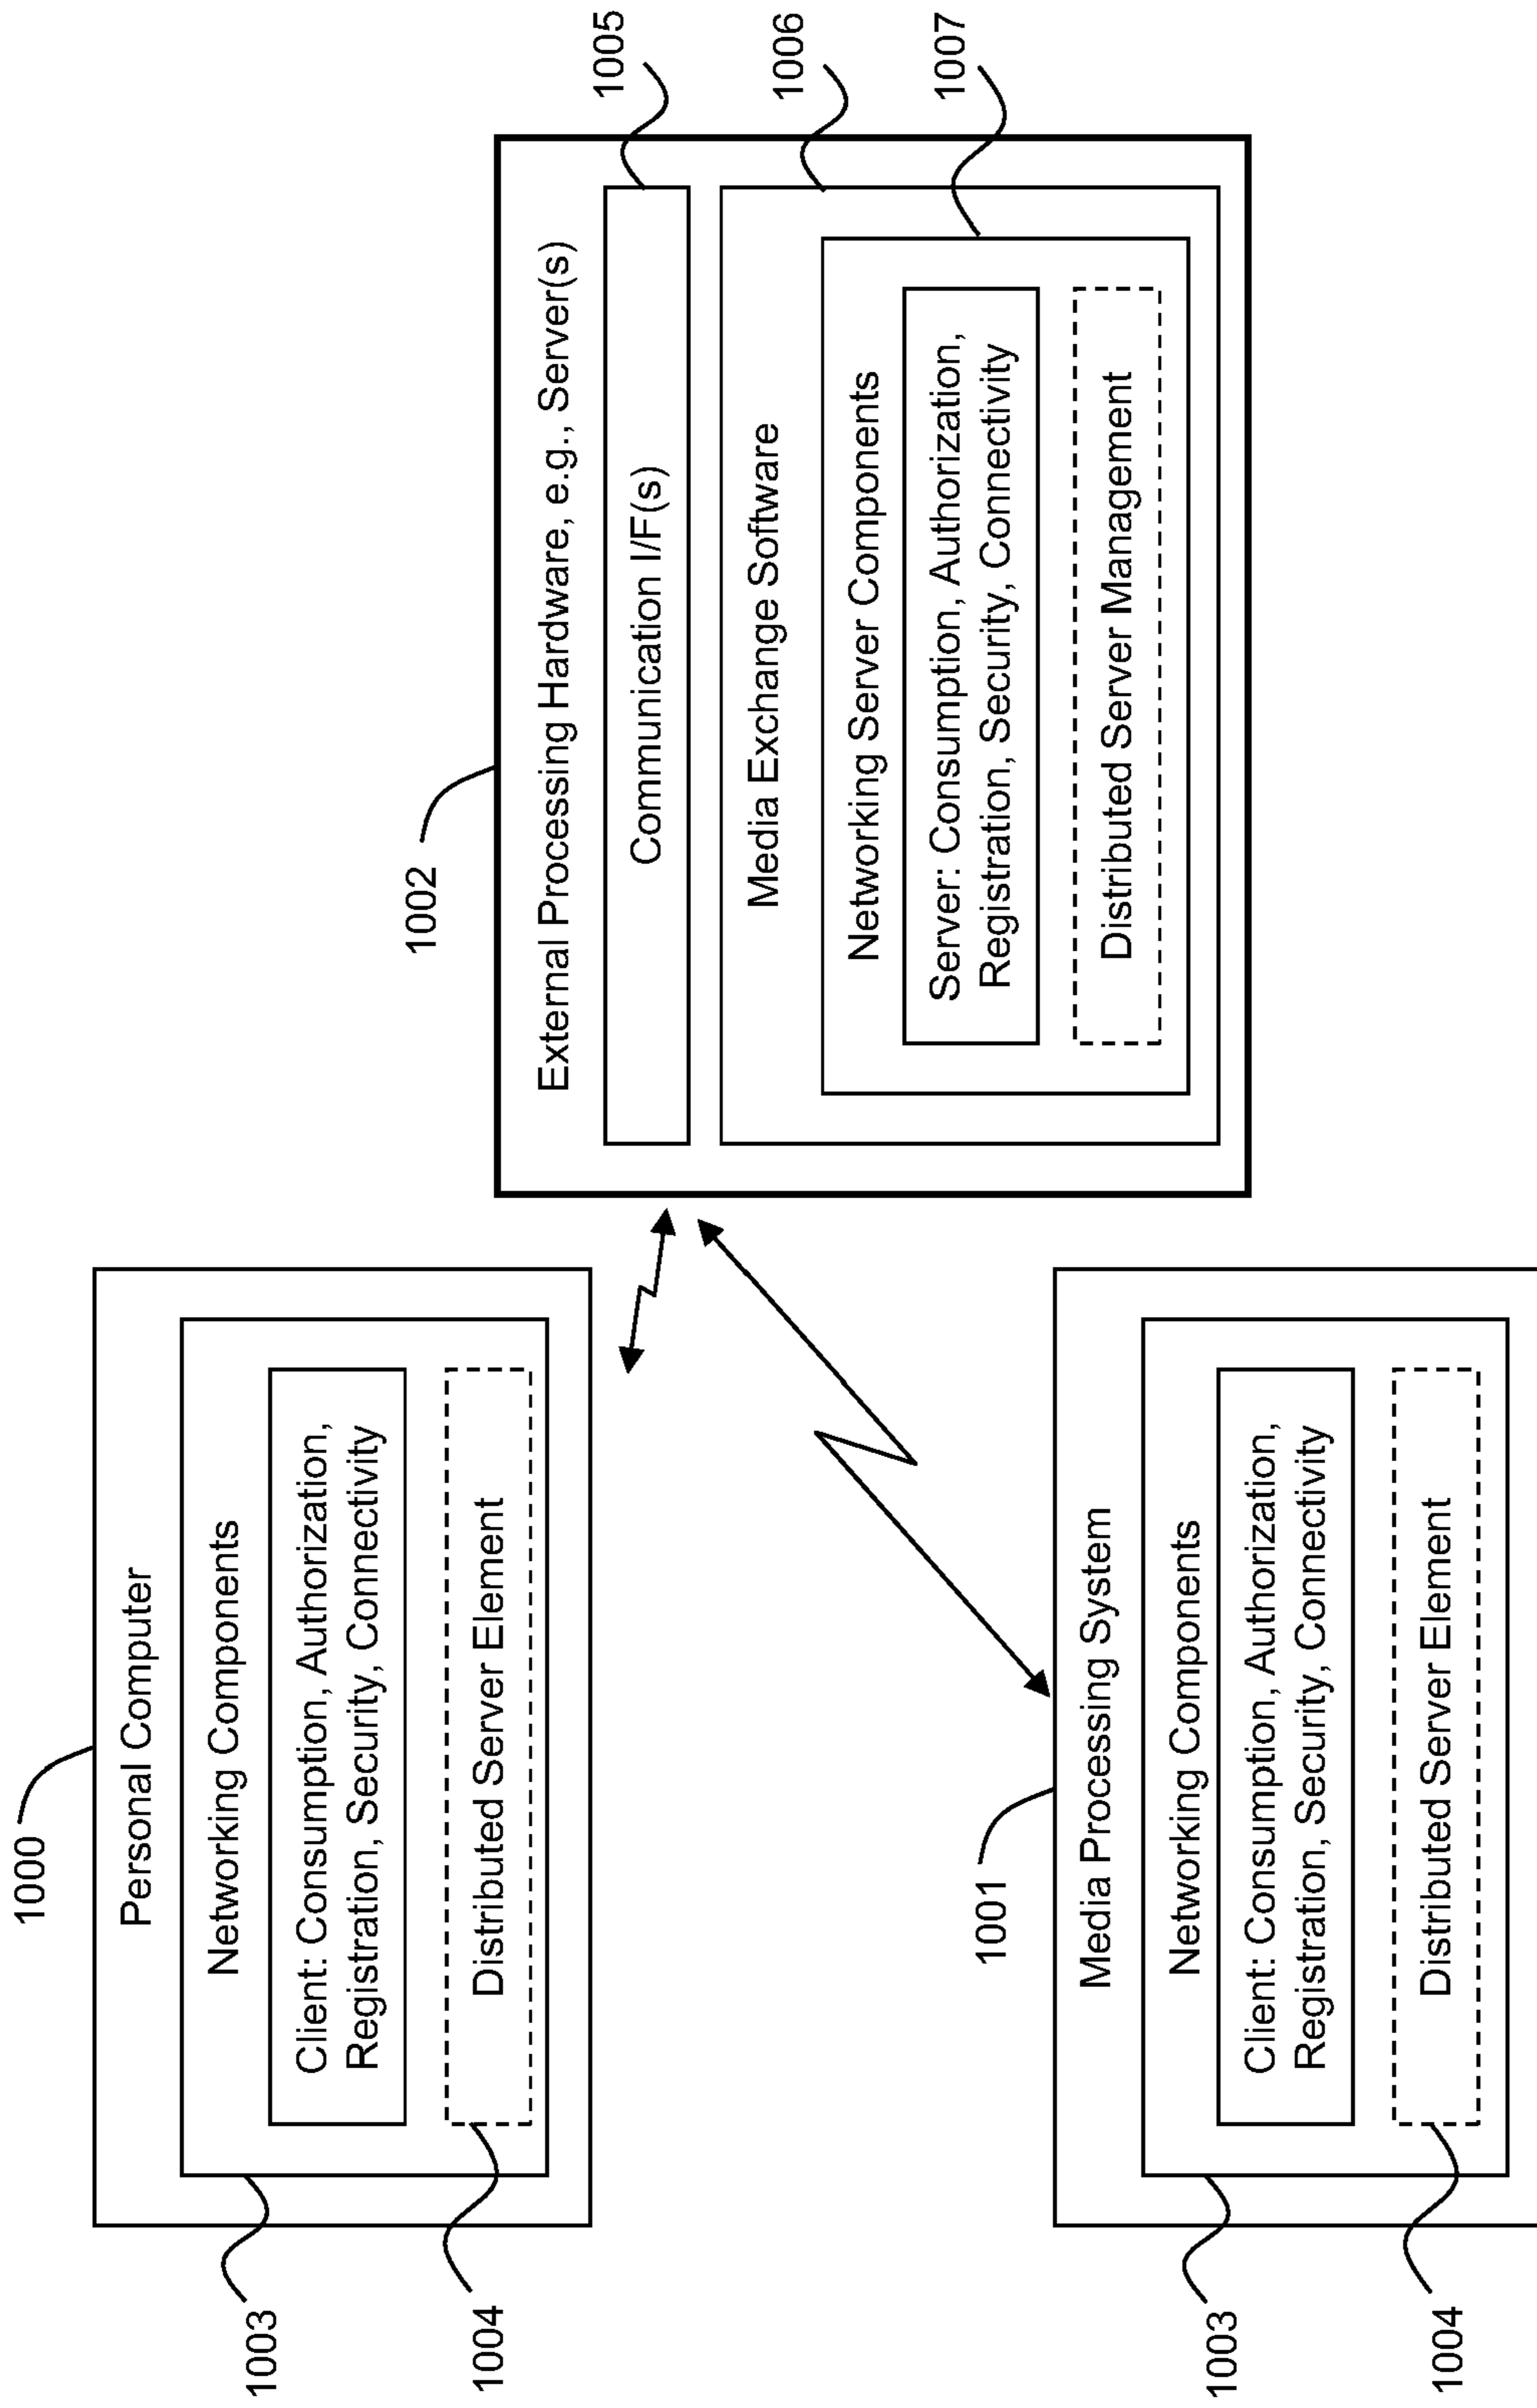 1000
Personal Computer
Networking Components
Client: Consumption, Authorization,
Registration, Security, Connectivity
Distributed Server Element
1003
1004
1002
External Processing Hardware, e.g., Server(s)
Communication I/F(s)
Media Exchange Software
Networking Server Components
Server: Consumption, Authorization,
Registration, Security, Connectivity
Distributed Server Management
1005
1006
1007
1001
Media Processing System
Networking Components
Client: Consumption, Authorization,
Registration, Security, Connectivity
Distributed Server Element
1003
1004